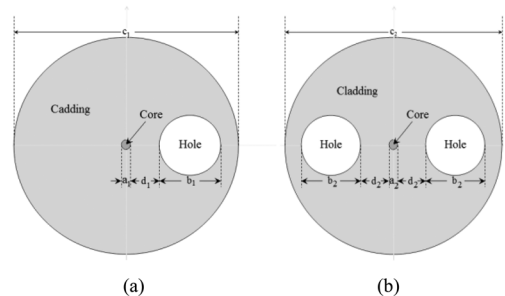 c₁
Cadding
Core
Hole
a₁ d₁ b₁
(a)
c₁
Cladding
Core
Hole Hole
b₂ d₂ a₂ d₂ b₂
(b)